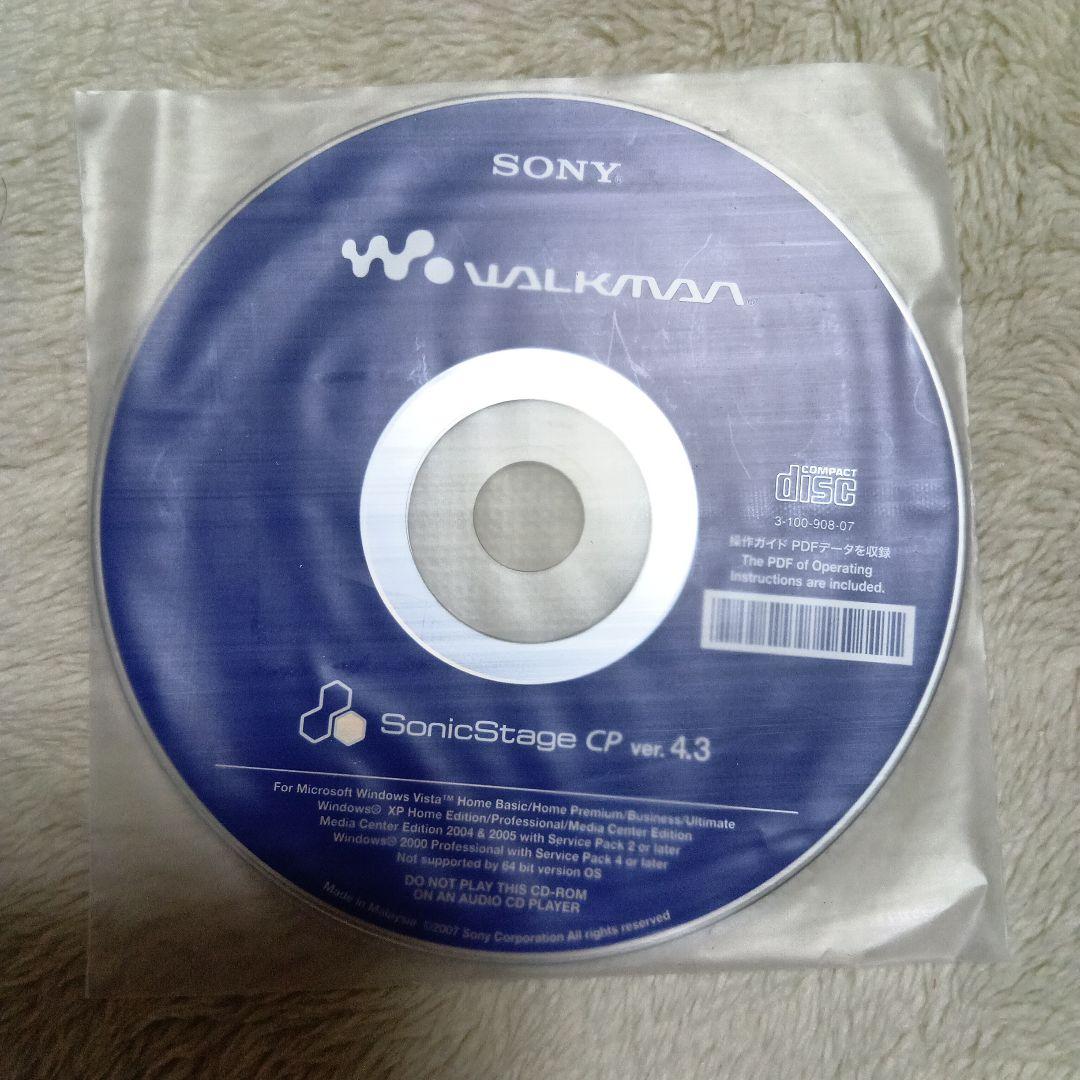 SONY®
WALKMAN
COMPACT
disc
3-100-908-07
操作ガイド PDFデータを収録
The PDF of Operating
Instructions are included.
SonicStage CP ver. 4.3
For Microsoft Windows Vista™ Home Basic/Home Premium/Business/Ultimate
Windows® XP Home Edition/Professional/Media Center Edition
Media Center Edition 2004 & 2005 with Service Pack 2 or later
Windows® 2000 Professional with Service Pack 4 or later
Not supported by 64 bit version OS
DO NOT PLAY THIS CD-ROM
ON AN AUDIO CD PLAYER
Made in Malaysia ©2007 Sony Corporation All rights reserved